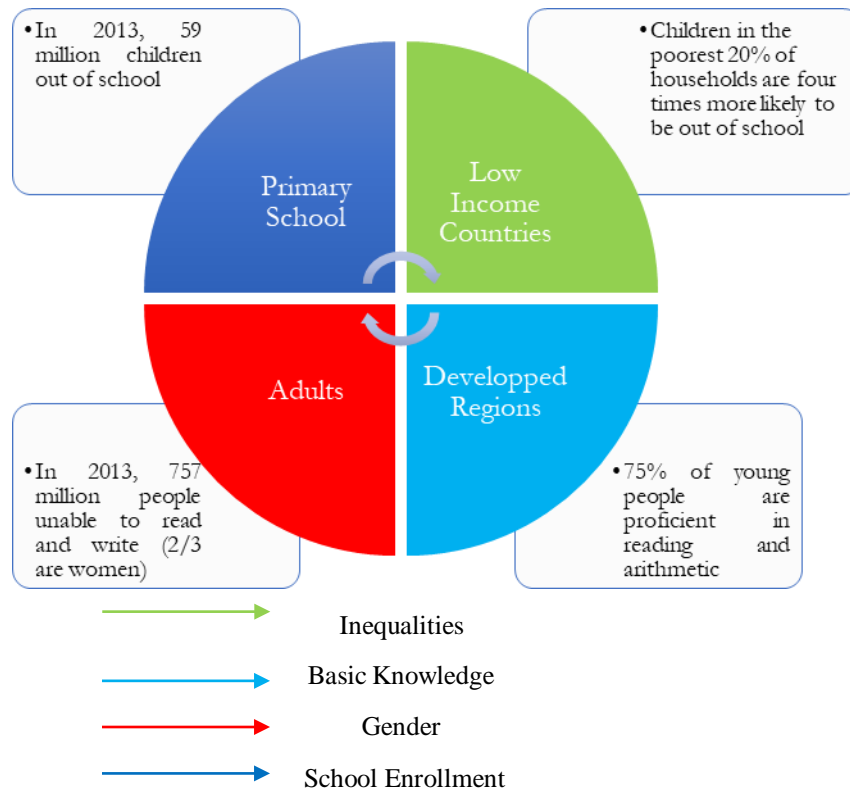 •In 2013, 59
million children
out of school
•Children in the
poorest 20% of
households are four
times more likely to
be out of school
Primary
School
Low
Income
Countries
Adults
Developped
Regions
•In 2013, 757
million people
unable to read
and write (2/3
are women)
•75% of young
people are
proficient in
reading and
arithmetic
Inequalities
Basic Knowledge
Gender
School Enrollment